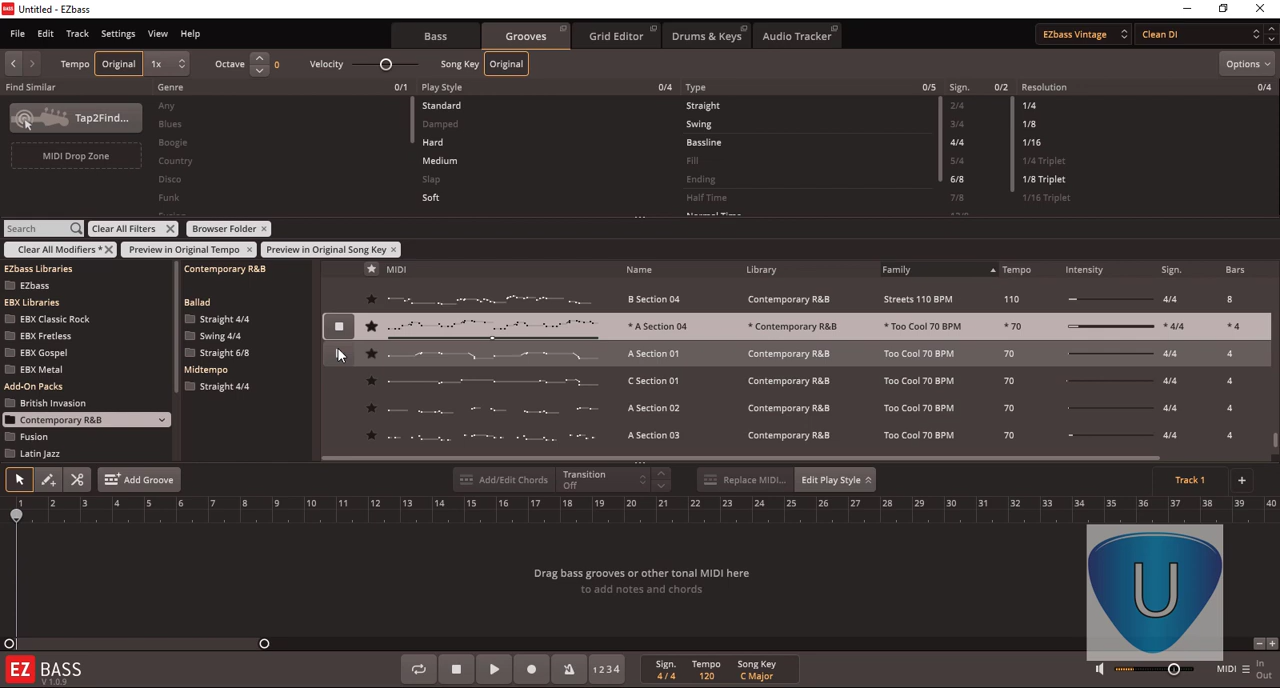 Untitled - EZbass
File Edit Track Settings View Help
Bass Grooves Grid Editor Drums & Keys Audio Tracker
EZbass Vintage Clean DI
Tempo Original 1x Octave 0 Velocity Song Key Original Options
Find Similar Genre 0/1 Play Style 0/4 Type 0/5 Sign. 0/2 Resolution 0/4
Tap2Find... Any Standard Straight 2/4 1/4
Blues Damped Swing 3/4 1/8
MIDI Drop Zone Boogie Hard Bassline 4/4 1/16
Country Medium Fill 5/4 1/4 Triplet
Disco Slap Ending 6/8 1/8 Triplet
Funk Soft Half Time 7/8 1/16 Triplet
Search Clear All Filters Browser Folder
Clear All Modifiers * Preview in Original Tempo Preview in Original Song Key
EZbass Libraries Contemporary R&B MIDI Name Library Family Tempo Intensity Sign. Bars
EZbass
EBX Libraries Ballad B Section 04 Contemporary R&B Streets 110 BPM 110 4/4 8
EBX Classic Rock Straight 4/4 * A Section 04 * Contemporary R&B * Too Cool 70 BPM * 70 * 4/4 * 4
EBX Fretless Swing 4/4
EBX Gospel Straight 6/8 A Section 01 Contemporary R&B Too Cool 70 BPM 70 4/4 4
EBX Metal Midtempo
Add-On Packs Straight 4/4 C Section 01 Contemporary R&B Too Cool 70 BPM 70 4/4 4
British Invasion A Section 02 Contemporary R&B Too Cool 70 BPM 70 4/4 4
Contemporary R&B
Fusion A Section 03 Contemporary R&B Too Cool 70 BPM 70 4/4 4
Latin Jazz
Add Groove Add/Edit Chords Transition Off Replace MIDI... Edit Play Style Track 1 +
1 2 3 4 5 6 7 8 9 10 11 12 13 14 15 16 17 18 19 20 21 22 23 24 25 26 27 28 29 30 31 32 33 34 35 36 37 38 39 40
Drag bass grooves or other tonal MIDI here
to add notes and chords
U
EZ BASS
V 1.0.9
1 2 3 4
Sign. Tempo Song Key
4 / 4 120 C Major
MIDI In
Out